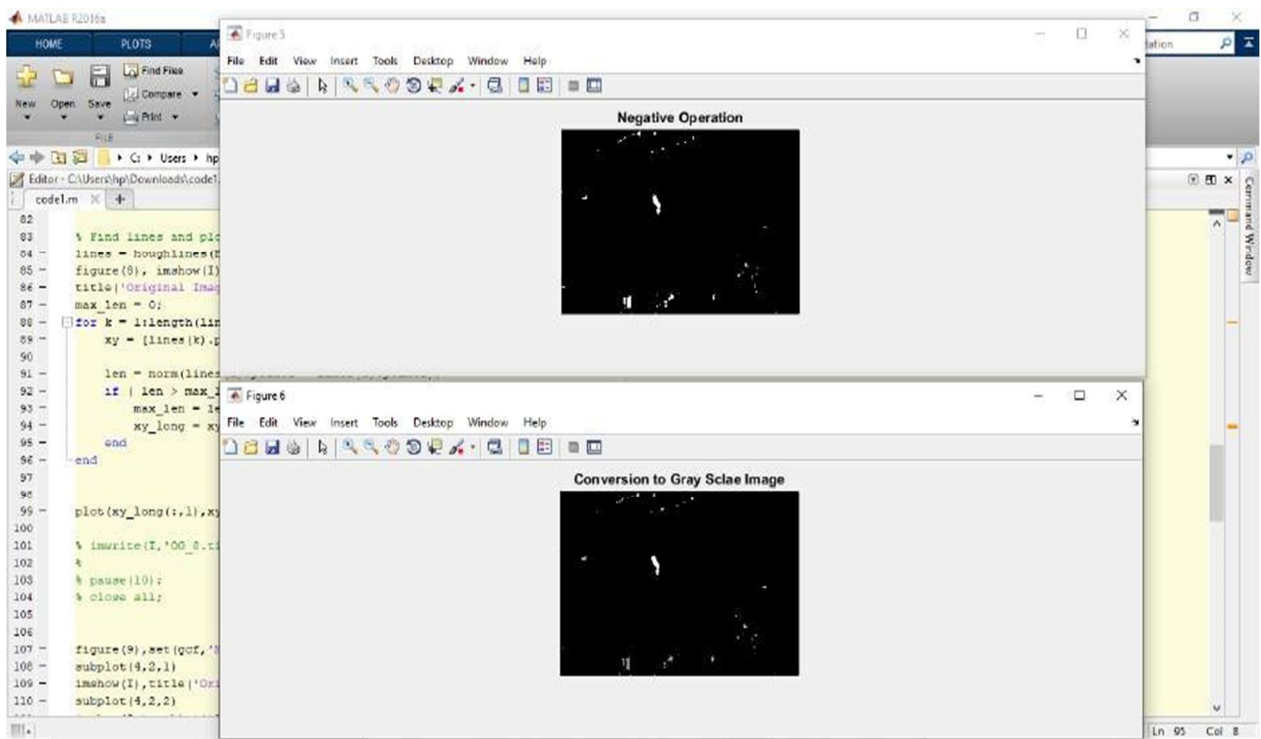 MATLAB R2016a
HOME PLOTS
Find Files
Compare
Print
New Open Save
FILE
C: Users hp
Editor - C:\Users\hp\Downloads\code1.
code1.m
82
83 % Find lines and plo
84 - lines = houghlines(
85 - figure(8), imshow(I)
86 - title('Original Imag
87 - max_len = 0;
88 - for k = 1:length(lin
89 - xy = [lines(k).p
90
91 - len = norm(lines
92 - if ( len > max_l
93 - max_len = le
94 - xy_long = xy
95 - end
96 - end
97
98
99 - plot(xy_long(:,1),xy
100
101 % imwrite(I,'OG_8.ti
102 %
103 % pause(10);
104 % close all;
105
106
107 - figure(9),set(gcf,'
108 - subplot(4,2,1)
109 - imshow(I),title('Ori
110 - subplot(4,2,2)
Figure 5
File Edit View Insert Tools Desktop Window Help
Negative Operation
Figure 6
File Edit View Insert Tools Desktop Window Help
Conversion to Gray Sclae Image
tation
Command Window
Ln 95 Col 8